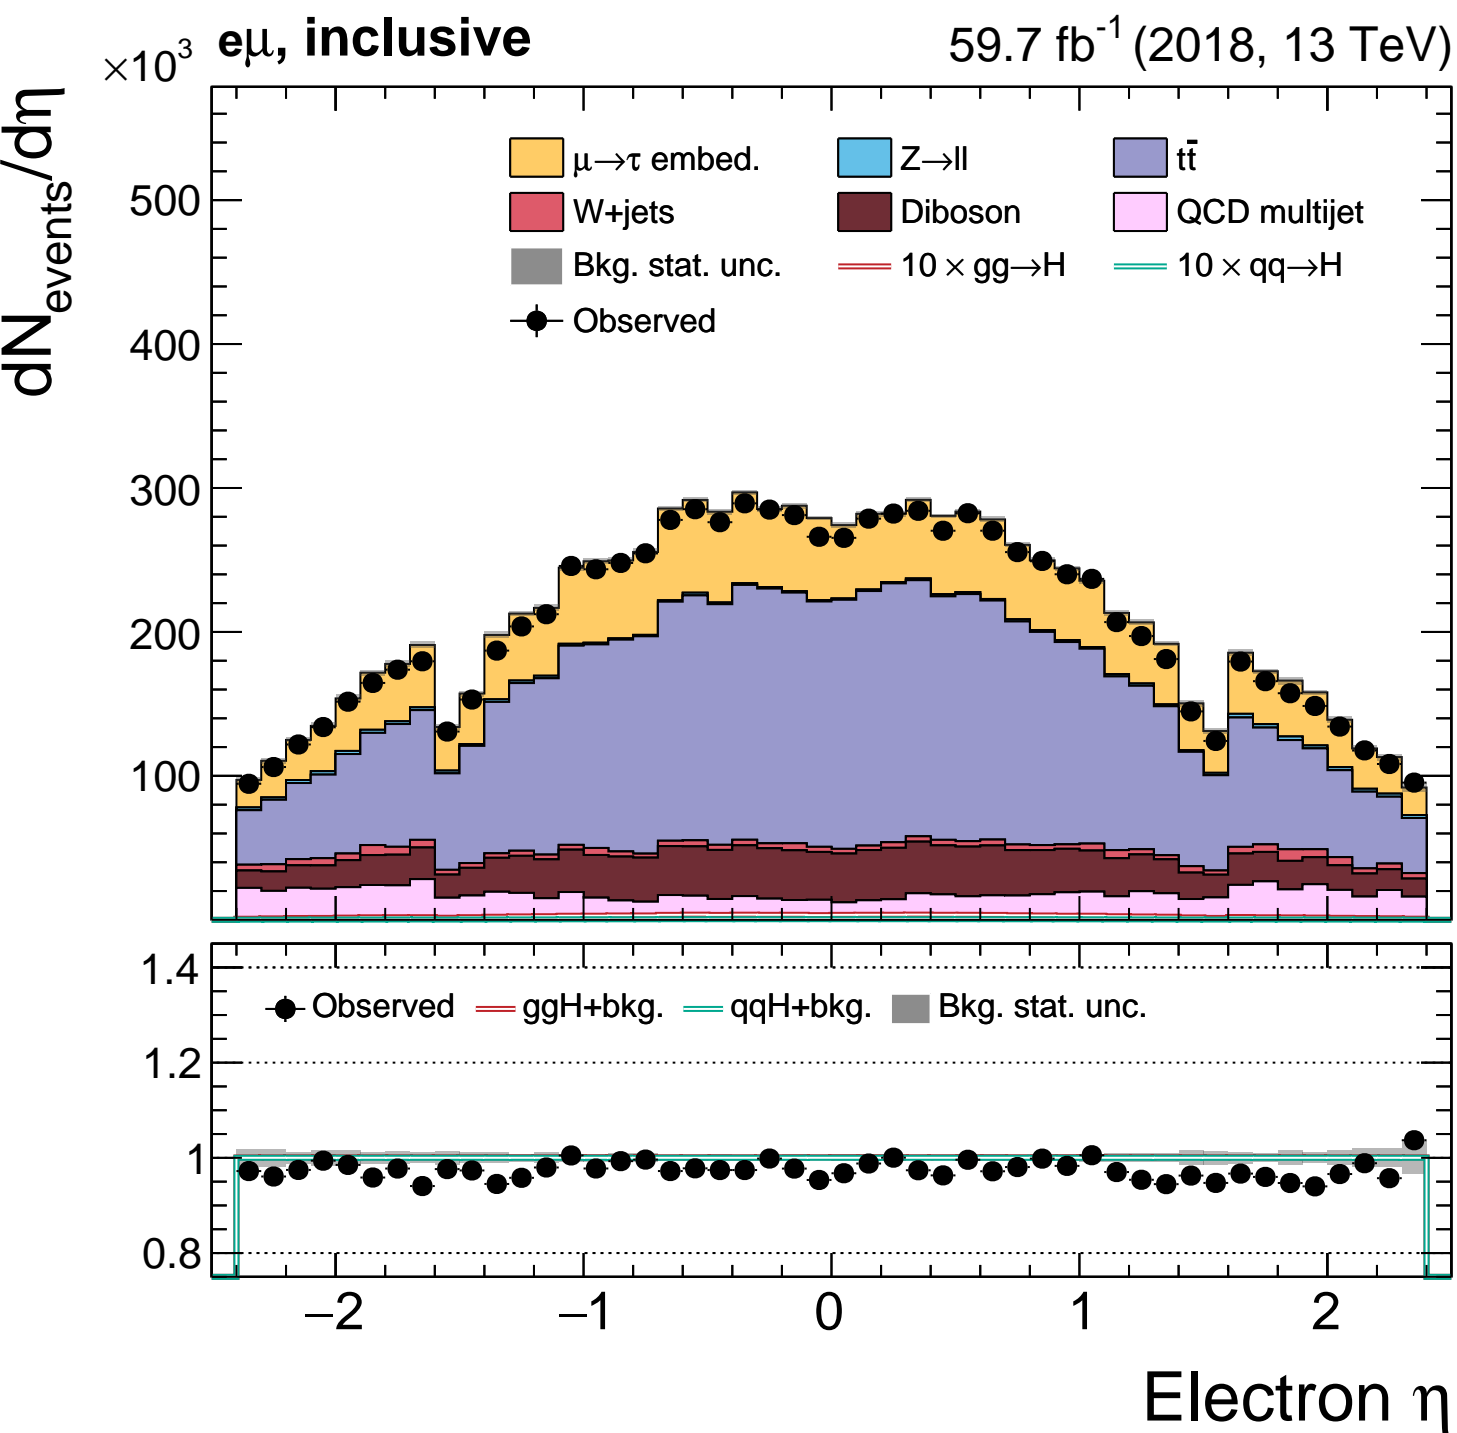 ×10³ eμ, inclusive 59.7 fb⁻¹ (2018, 13 TeV)
dN_events/dη
μ→τ embed. Z→ll tt̄
W+jets Diboson QCD multijet
Bkg. stat. unc. 10 × gg→H 10 × qq→H
Observed
500
400
300
200
100
1.4
Observed ggH+bkg. qqH+bkg. Bkg. stat. unc.
1.2
1
0.8
−2 −1 0 1 2
Electron η